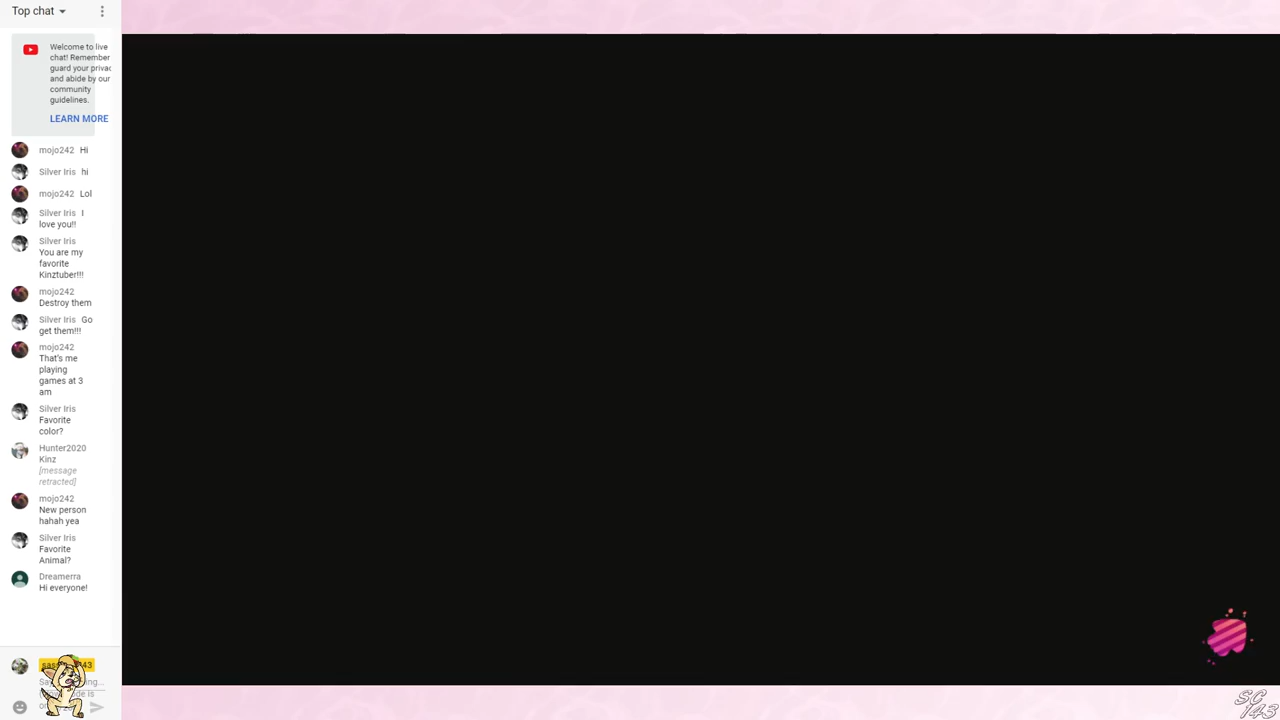 Top chat
Welcome to live
chat! Remember
guard your privac
and abide by our
community
guidelines.
LEARN MORE
mojo242 Hi
Silver Iris hi
mojo242 Lol
Silver Iris I
love you!!
Silver Iris
You are my
favorite
Kinztuber!!!
mojo242
Destroy them
Silver Iris Go
get them!!!
mojo242
That's me
playing
games at 3
am
Silver Iris
Favorite
color?
Hunter2020
Kinz
[message
retracted]
mojo242
New person
hahah yea
Silver Iris
Favorite
Animal?
Dreamerra
Hi everyone!
SC
143